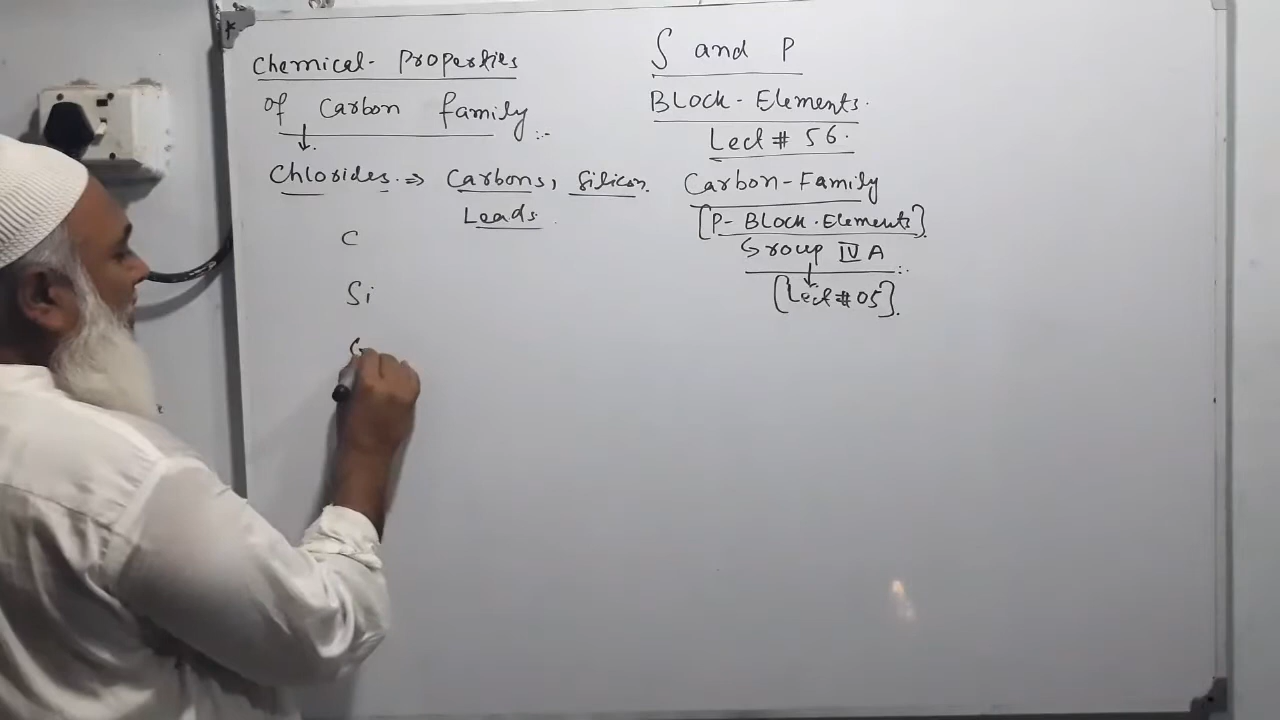 Chemical- Properties
of Carbon family :-
Chlorides. ⇒ Carbons, Silicon.
Leads.
C
Si
S and P
BLock-Elements.
Lect # 56.
Carbon-Family
[P- BLock.Elements].
Group IV A :-
[Lect # 05].